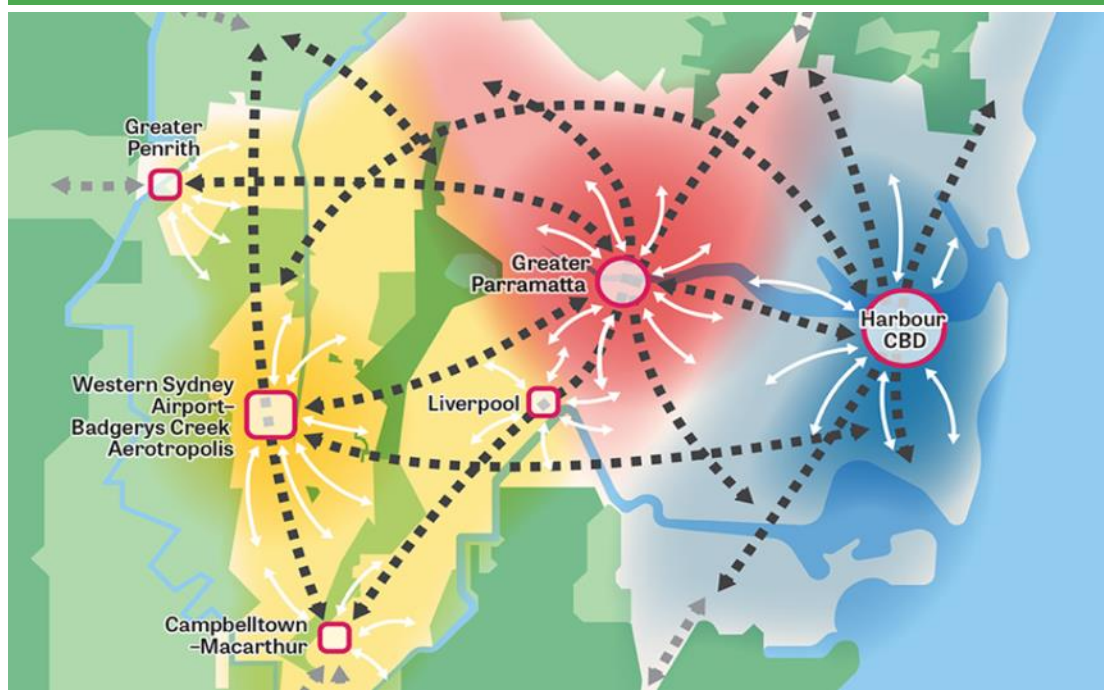 Greater
Penrith
Greater
Parramatta
Harbour
CBD
Western Sydney
Airport–
Badgerys Creek
Aerotropolis
Liverpool
Campbelltown
–Macarthur